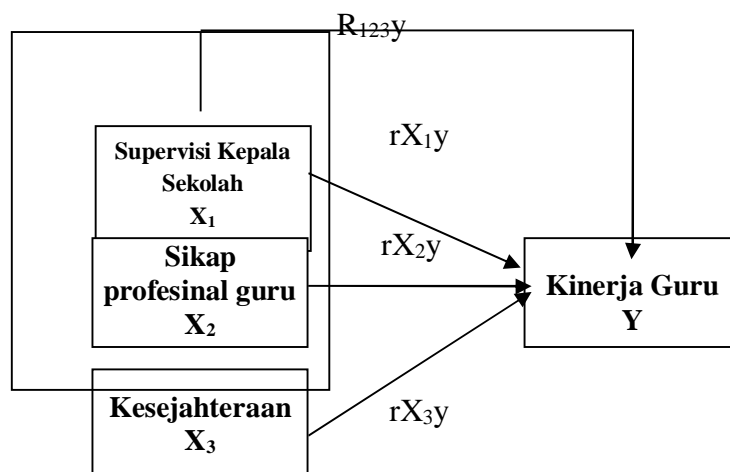 R₁₂₃y
rX₁y
Supervisi Kepala
Sekolah
X₁
rX₂y
Sikap
profesinal guru
X₂
Kinerja Guru
Y
Kesejahteraan
X₃
rX₃y